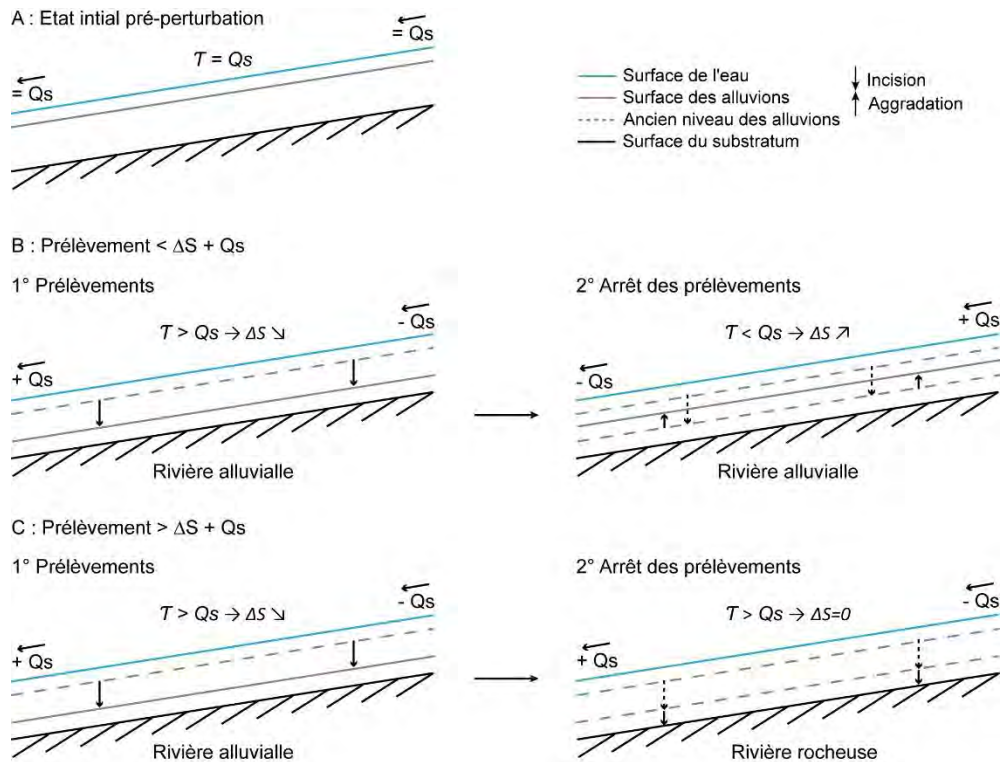 A : Etat intial pré-perturbation
= Qs
T = Qs
= Qs
Surface de l'eau
Surface des alluvions
Ancien niveau des alluvions
Surface du substratum
Incision
Aggradation
B : Prélèvement < ΔS + Qs
1° Prélèvements
T > Qs → ΔS ↘
- Qs
+ Qs
Rivière alluvialle
2° Arrêt des prélèvements
T < Qs → ΔS ↗
+ Qs
- Qs
Rivière alluvialle
C : Prélèvement > ΔS + Qs
1° Prélèvements
T > Qs → ΔS ↘
- Qs
+ Qs
Rivière alluvialle
2° Arrêt des prélèvements
T > Qs → ΔS=0
- Qs
+ Qs
Rivière rocheuse